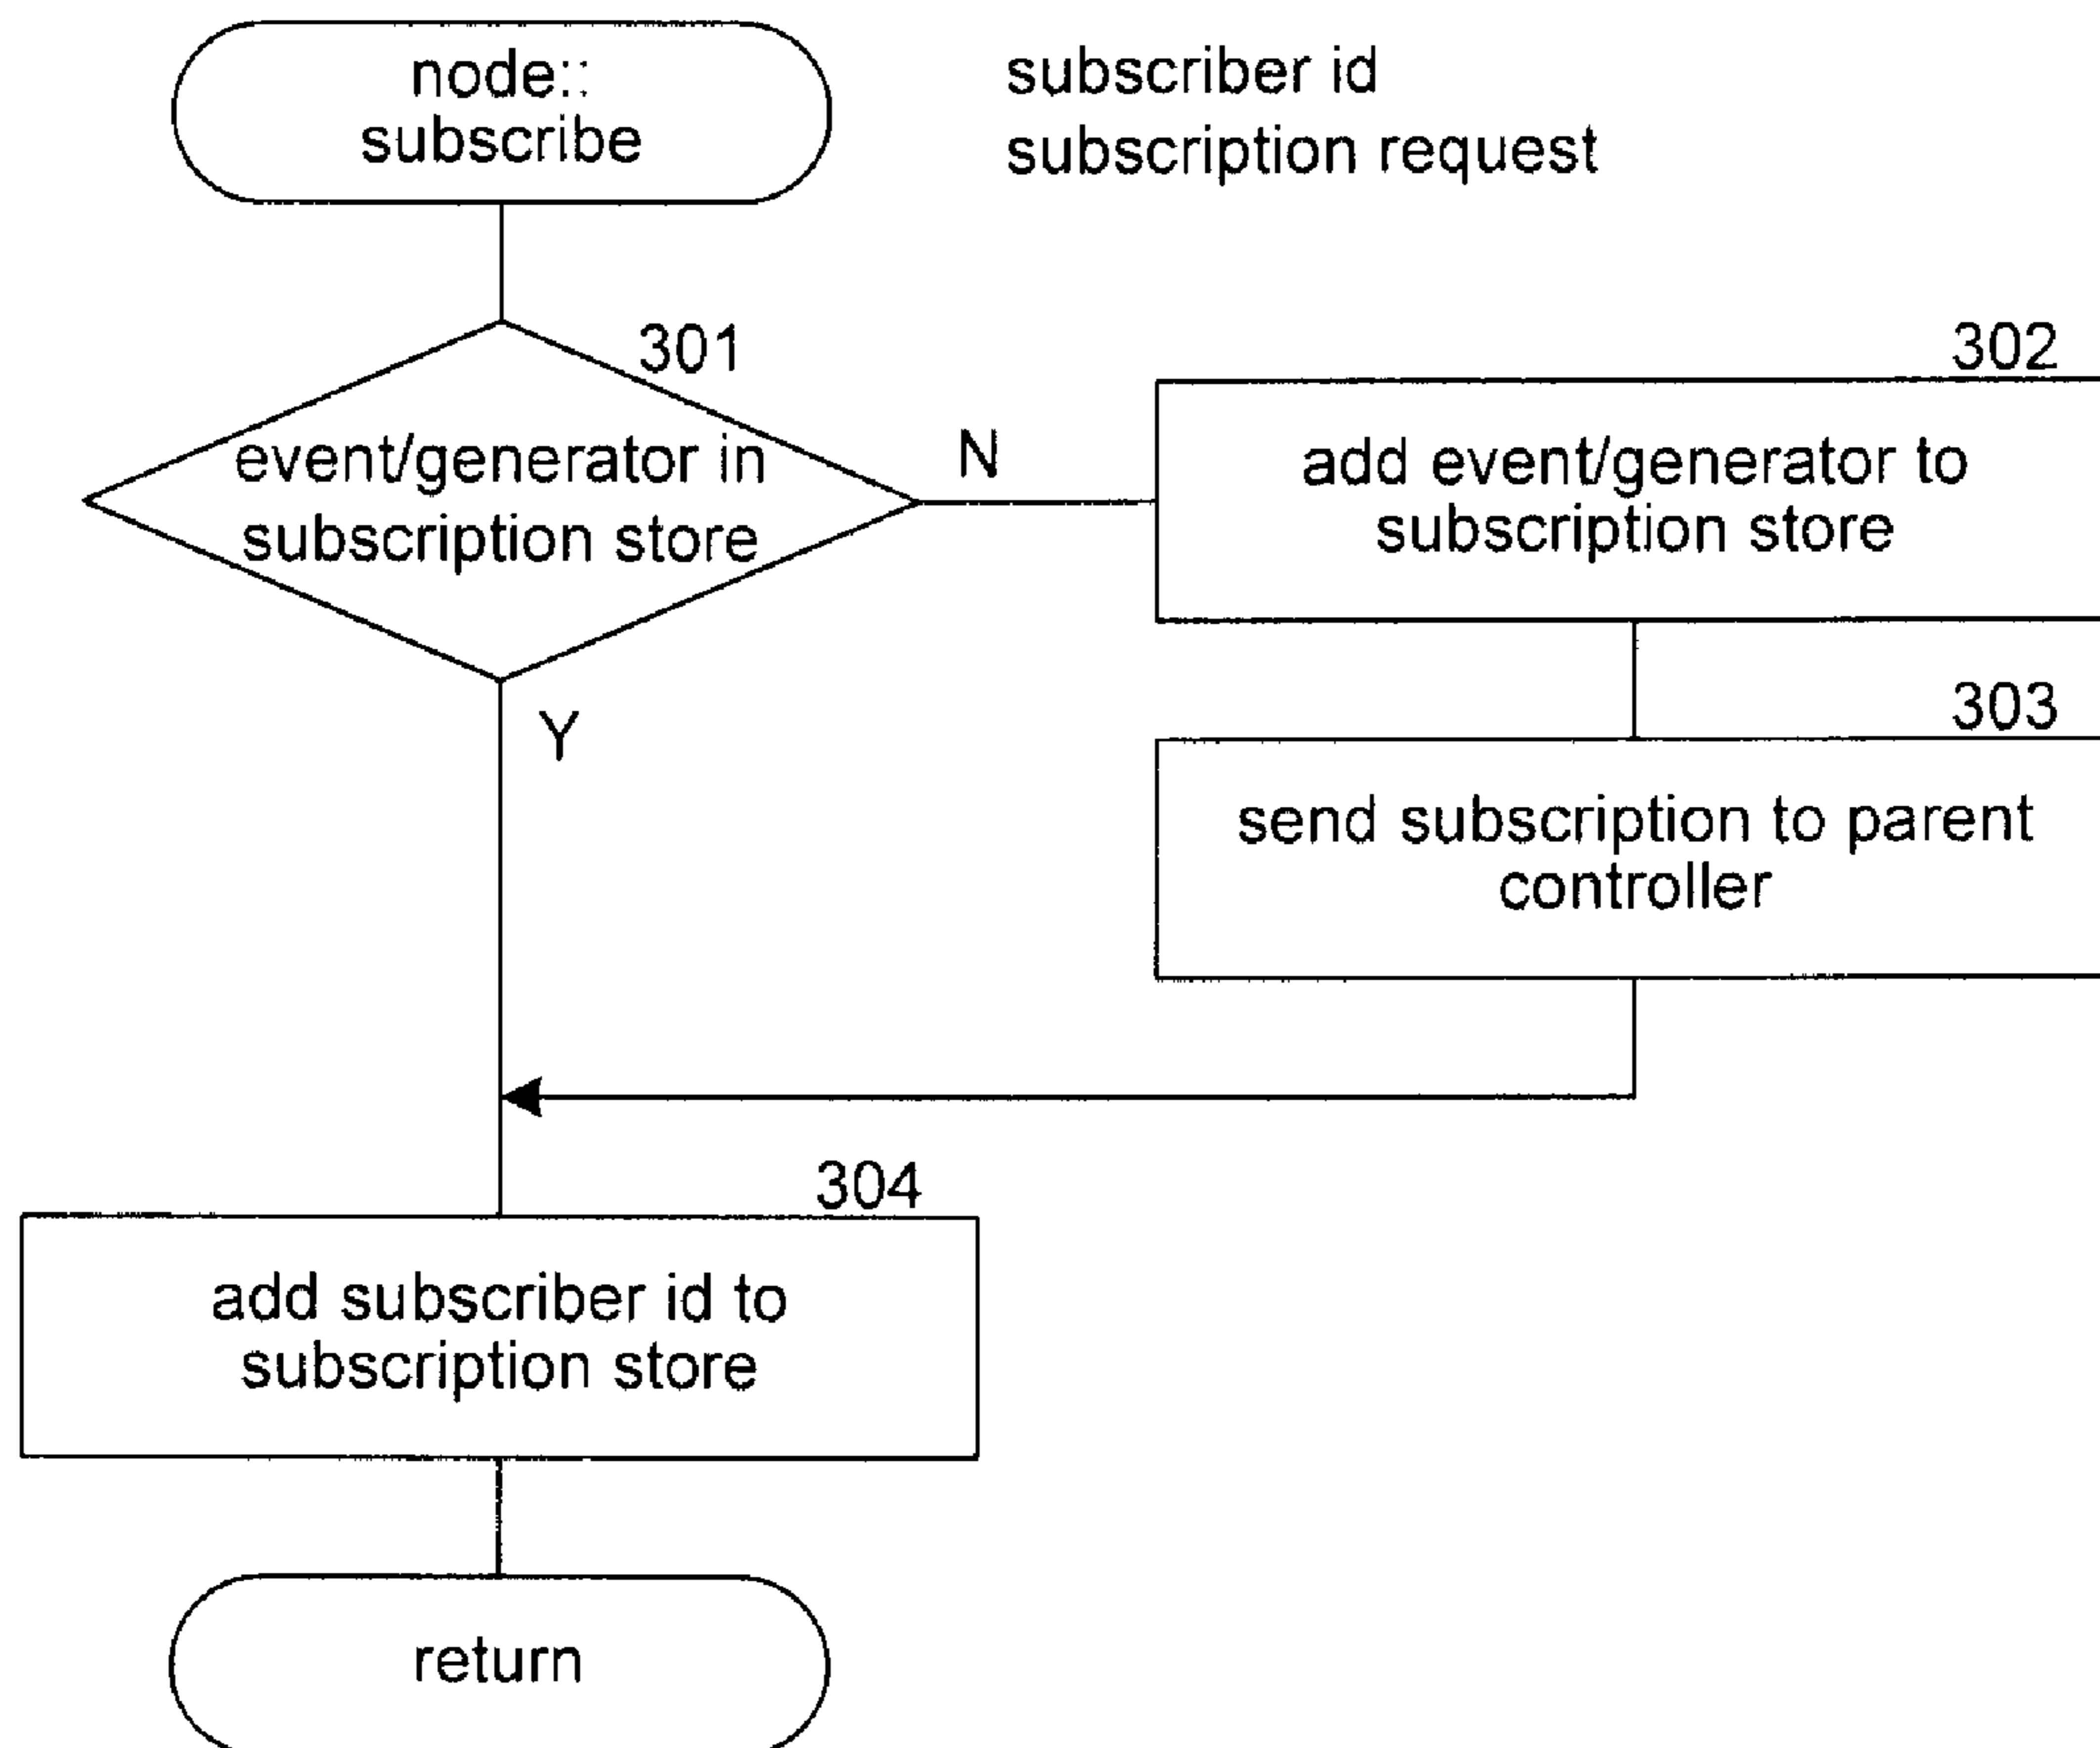 node::
subscribe
subscriber id
subscription request
301
event/generator in
subscription store
N
Y
302
add event/generator to
subscription store
303
send subscription to parent
controller
304
add subscriber id to
subscription store
return